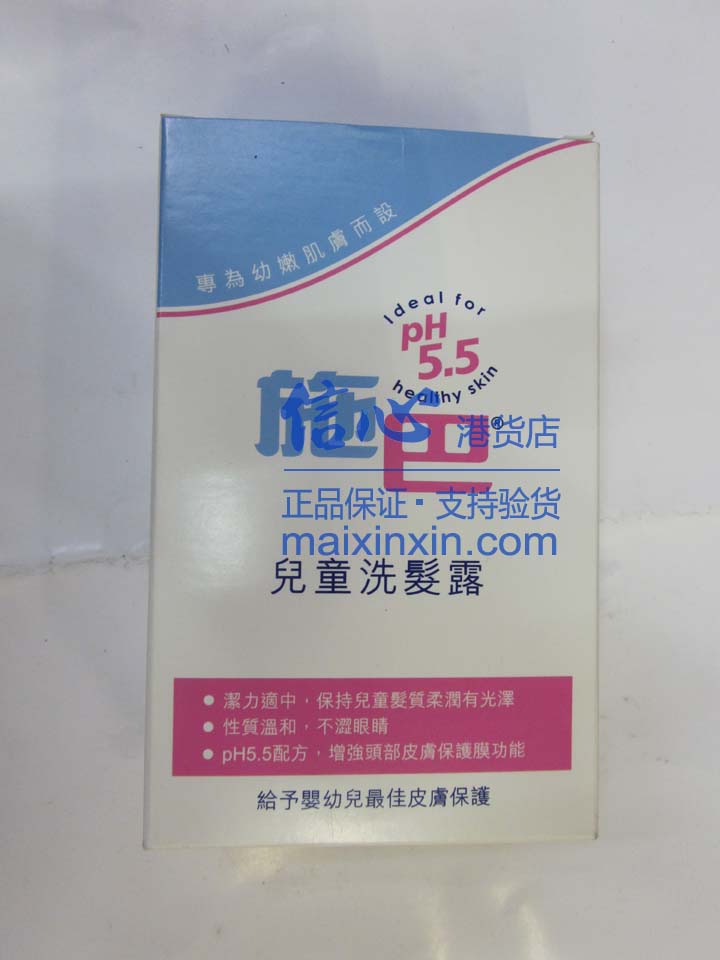 專為幼嫩肌膚而設
Ideal for
pH
5.5
healthy skin
施巴®
信心 港货店
正品保证·支持验货
maixinxin.com
兒童洗髮露
• 潔力適中，保持兒童髮質柔潤有光澤
• 性質溫和，不澀眼睛
• pH5.5配方，增強頭部皮膚保護膜功能
給予嬰幼兒最佳皮膚保護